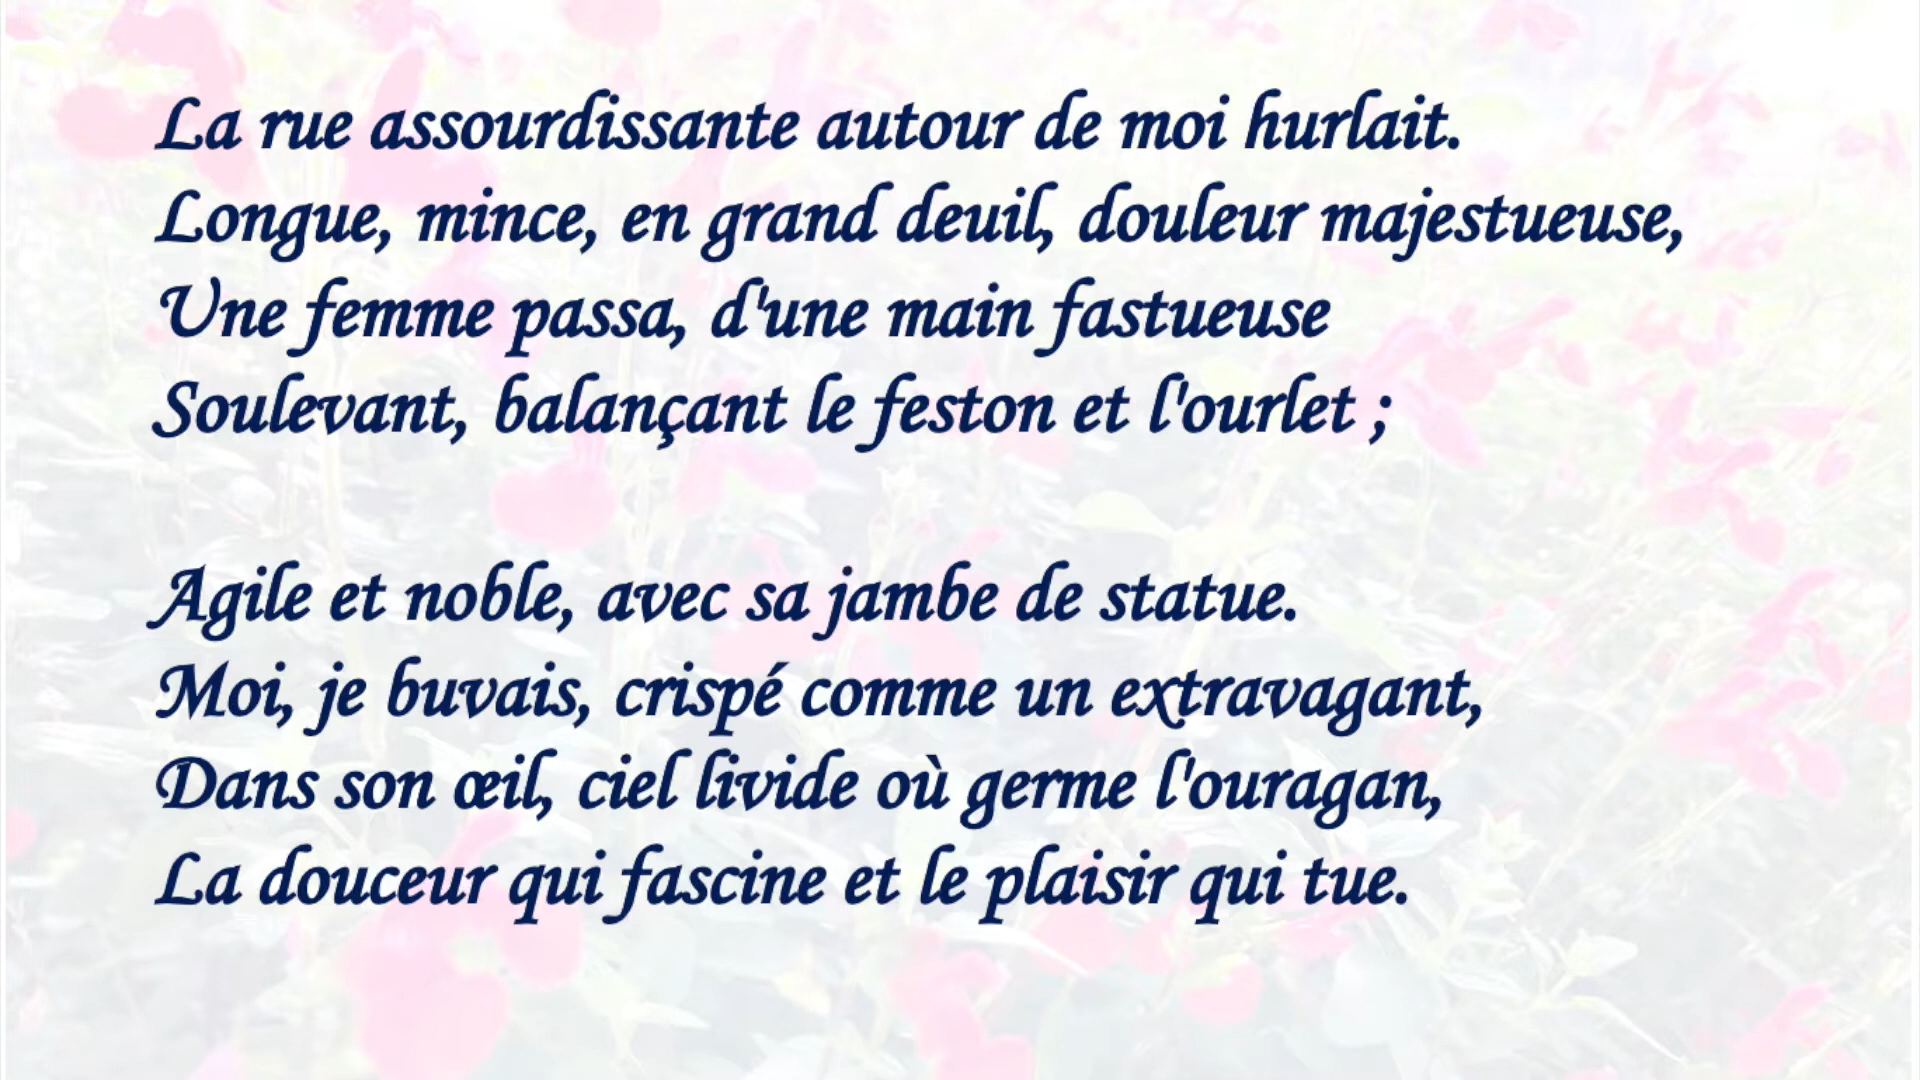 La rue assourdissante autour de moi hurlait.
Longue, mince, en grand deuil, douleur majestueuse,
Une femme passa, d'une main fastueuse
Soulevant, balançant le feston et l'ourlet ;
Agile et noble, avec sa jambe de statue.
Moi, je buvais, crispé comme un extravagant,
Dans son œil, ciel livide où germe l'ouragan,
La douceur qui fascine et le plaisir qui tue.